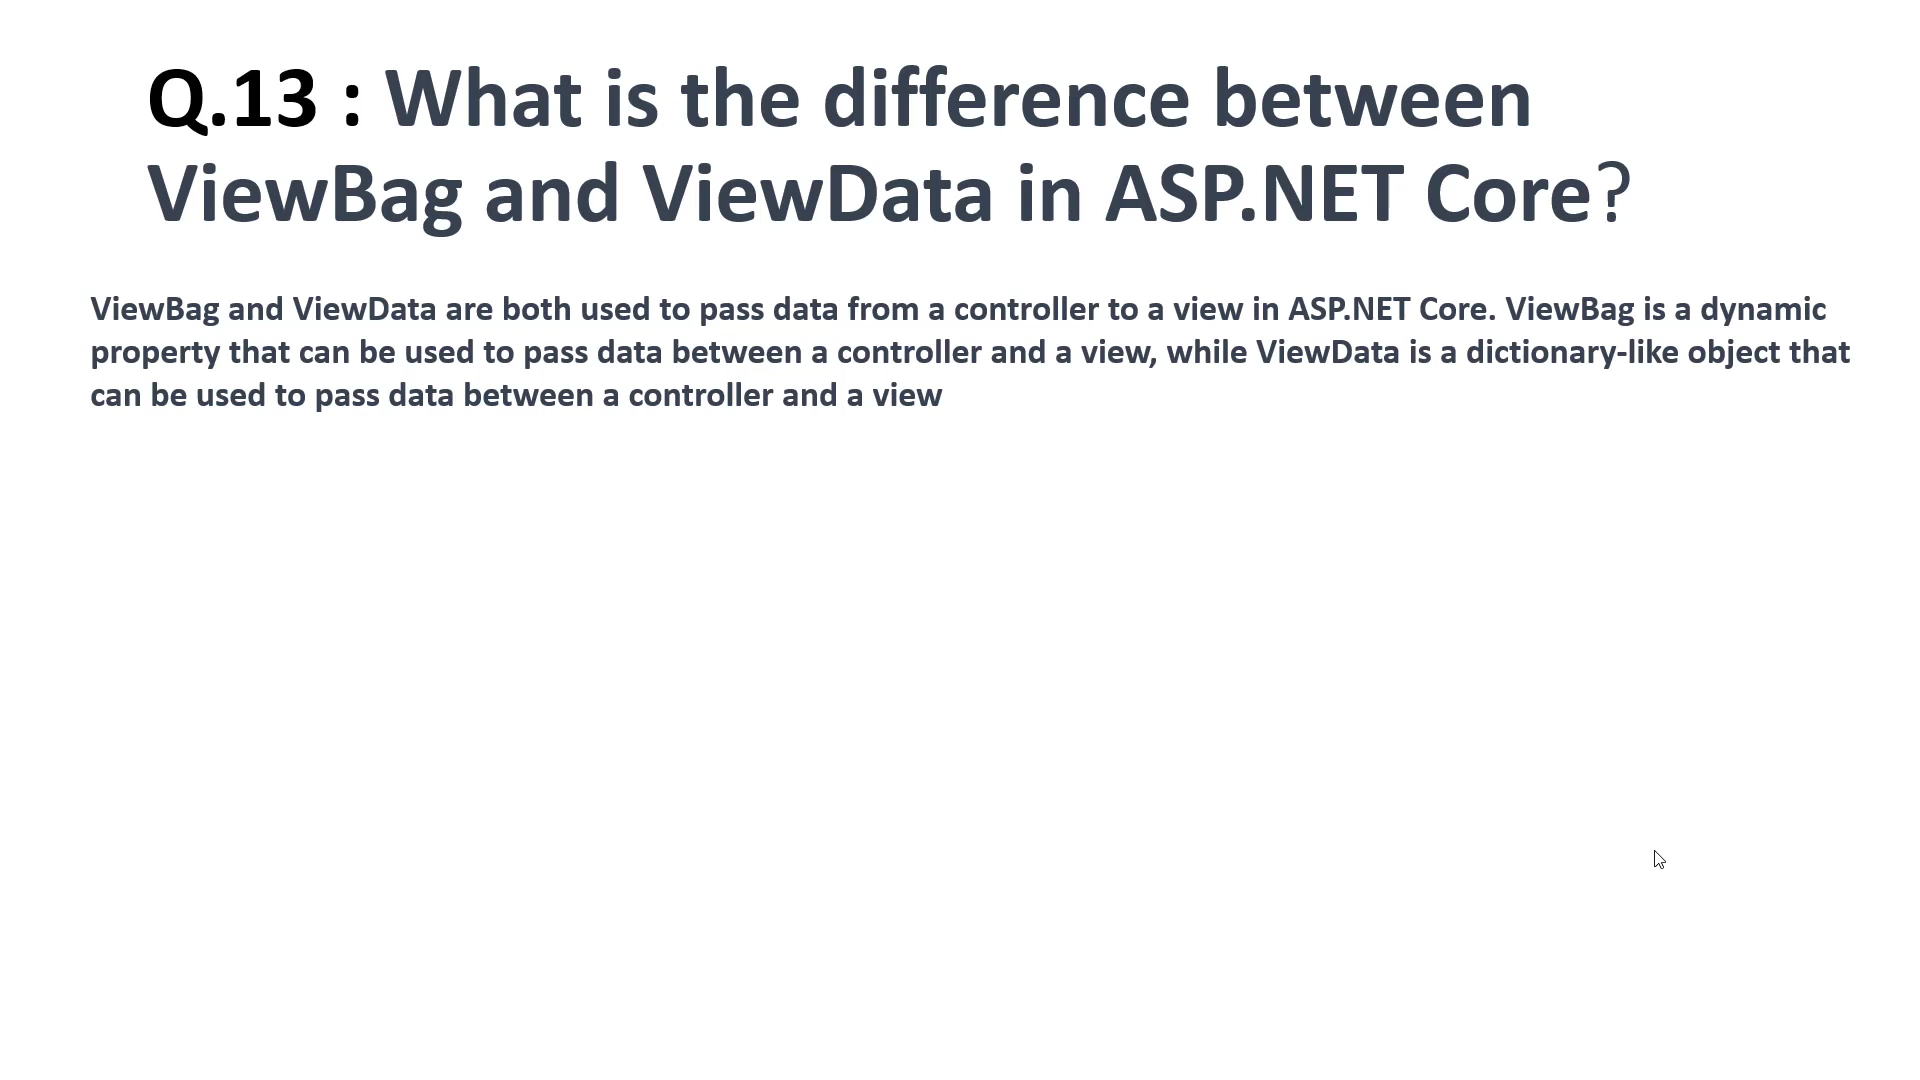 Q.13 : What is the difference between
ViewBag and ViewData in ASP.NET Core?
ViewBag and ViewData are both used to pass data from a controller to a view in ASP.NET Core. ViewBag is a dynamic
property that can be used to pass data between a controller and a view, while ViewData is a dictionary-like object that
can be used to pass data between a controller and a view